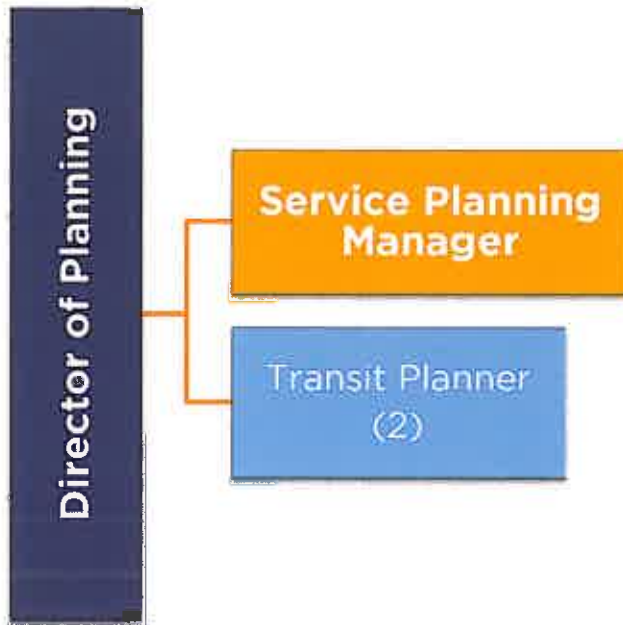 Director of Planning
Service Planning
Manager
Transit Planner
(2)